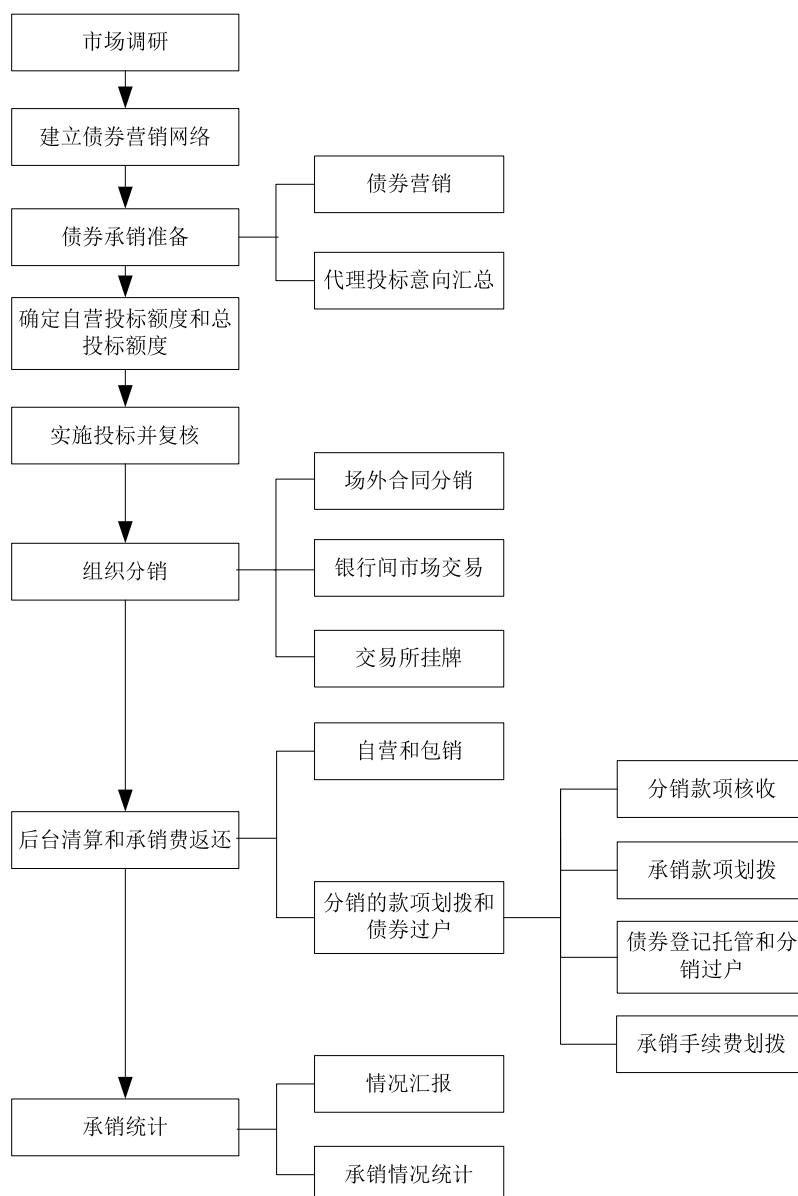 市场调研
建立债券营销网络
债券营销
债券承销准备
代理投标意向汇总
确定自营投标额度和总
投标额度
实施投标并复核
场外合同分销
组织分销
银行间市场交易
交易所挂牌
自营和包销
分销款项核收
后台清算和承销费返还
承销款项划拨
分销的款项划拨和
债券过户
债券登记托管和分
销过户
承销手续费划拨
情况汇报
承销统计
承销情况统计